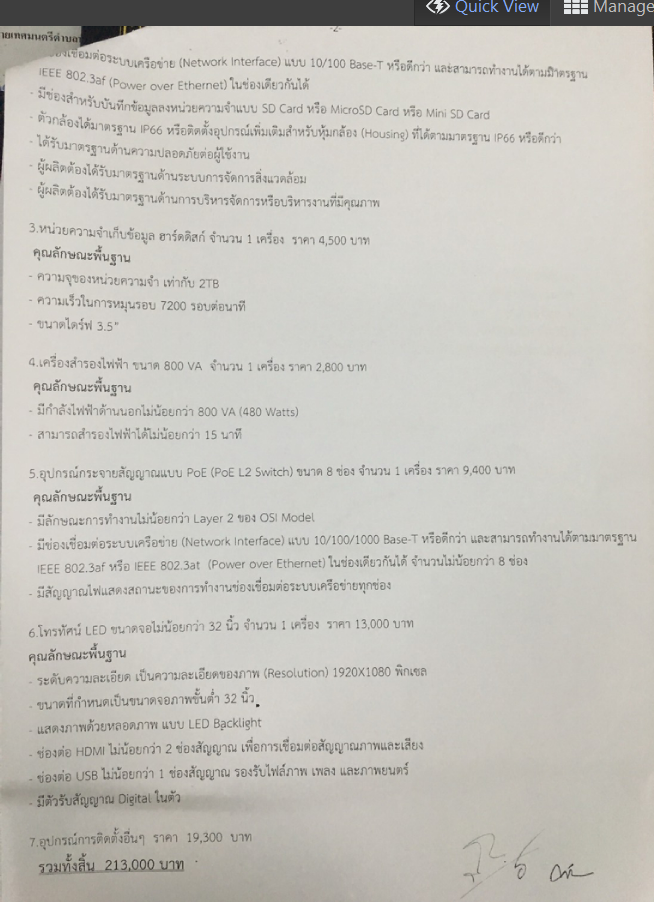 Quick View
Manage
-2-
ายเทศมนตรีตำบล
ช่องเชื่อมต่อระบบเครือข่าย (Network Interface) แบบ 10/100 Base-T หรือดีกว่า และสามารถทำงานได้ตามมาตรฐาน
IEEE 802.3af (Power over Ethernet) ในช่องเดียวกันได้
- มีช่องสำหรับบันทึกข้อมูลลงหน่วยความจำแบบ SD Card หรือ MicroSD Card หรือ Mini SD Card
- ตัวกล้องได้มาตรฐาน IP66 หรือติดตั้งอุปกรณ์เพิ่มเติมสำหรับหุ้มกล้อง (Housing) ที่ได้ตามมาตรฐาน IP66 หรือดีกว่า
- ได้รับมาตรฐานด้านความปลอดภัยต่อผู้ใช้งาน
- ผู้ผลิตต้องได้รับมาตรฐานด้านระบบการจัดการสิ่งแวดล้อม
- ผู้ผลิตต้องได้รับมาตรฐานด้านการบริหารจัดการหรือบริหารงานที่มีคุณภาพ
3.หน่วยความจำเก็บข้อมูล ฮาร์ดดิสก์ จำนวน 1 เครื่อง ราคา 4,500 บาท
คุณลักษณะพื้นฐาน
- ความจุของหน่วยความจำ เท่ากับ 2TB
- ความเร็วในการหมุนรอบ 7200 รอบต่อนาที
- ขนาดไดร์ฟ 3.5"
4.เครื่องสำรองไฟฟ้า ขนาด 800 VA จำนวน 1 เครื่อง ราคา 2,800 บาท
คุณลักษณะพื้นฐาน
- มีกำลังไฟฟ้าด้านนอกไม่น้อยกว่า 800 VA (480 Watts)
- สามารถสำรองไฟฟ้าได้ไม่น้อยกว่า 15 นาที
5.อุปกรณ์กระจายสัญญาณแบบ PoE (PoE L2 Switch) ขนาด 8 ช่อง จำนวน 1 เครื่อง ราคา 9,400 บาท
คุณลักษณะพื้นฐาน
- มีลักษณะการทำงานไม่น้อยกว่า Layer 2 ของ OSI Model
- มีช่องเชื่อมต่อระบบเครือข่าย (Network Interface) แบบ 10/100/1000 Base-T หรือดีกว่า และสามารถทำงานได้ตามมาตรฐาน
IEEE 802.3af หรือ IEEE 802.3at (Power over Ethernet) ในช่องเดียวกันได้ จำนวนไม่น้อยกว่า 8 ช่อง
- มีสัญญาณไฟแสดงสถานะของการทำงานช่องเชื่อมต่อระบบเครือข่ายทุกช่อง
6.โทรทัศน์ LED ขนาดจอไม่น้อยกว่า 32 นิ้ว จำนวน 1 เครื่อง ราคา 13,000 บาท
คุณลักษณะพื้นฐาน
- ระดับความละเอียด เป็นความละเอียดของภาพ (Resolution) 1920X1080 พิกเซล
- ขนาดที่กำหนดเป็นขนาดจอภาพขั้นต่ำ 32 นิ้ว
- แสดงภาพด้วยหลอดภาพ แบบ LED Backlight
- ช่องต่อ HDMI ไม่น้อยกว่า 2 ช่องสัญญาณ เพื่อการเชื่อมต่อสัญญาณภาพและเสียง
- ช่องต่อ USB ไม่น้อยกว่า 1 ช่องสัญญาณ รองรับไฟล์ภาพ เพลง และภาพยนตร์
- มีตัวรับสัญญาณ Digital ในตัว
7.อุปกรณ์การติดตั้งอื่นๆ ราคา 19,300 บาท
รวมทั้งสิ้น 213,000 บาท